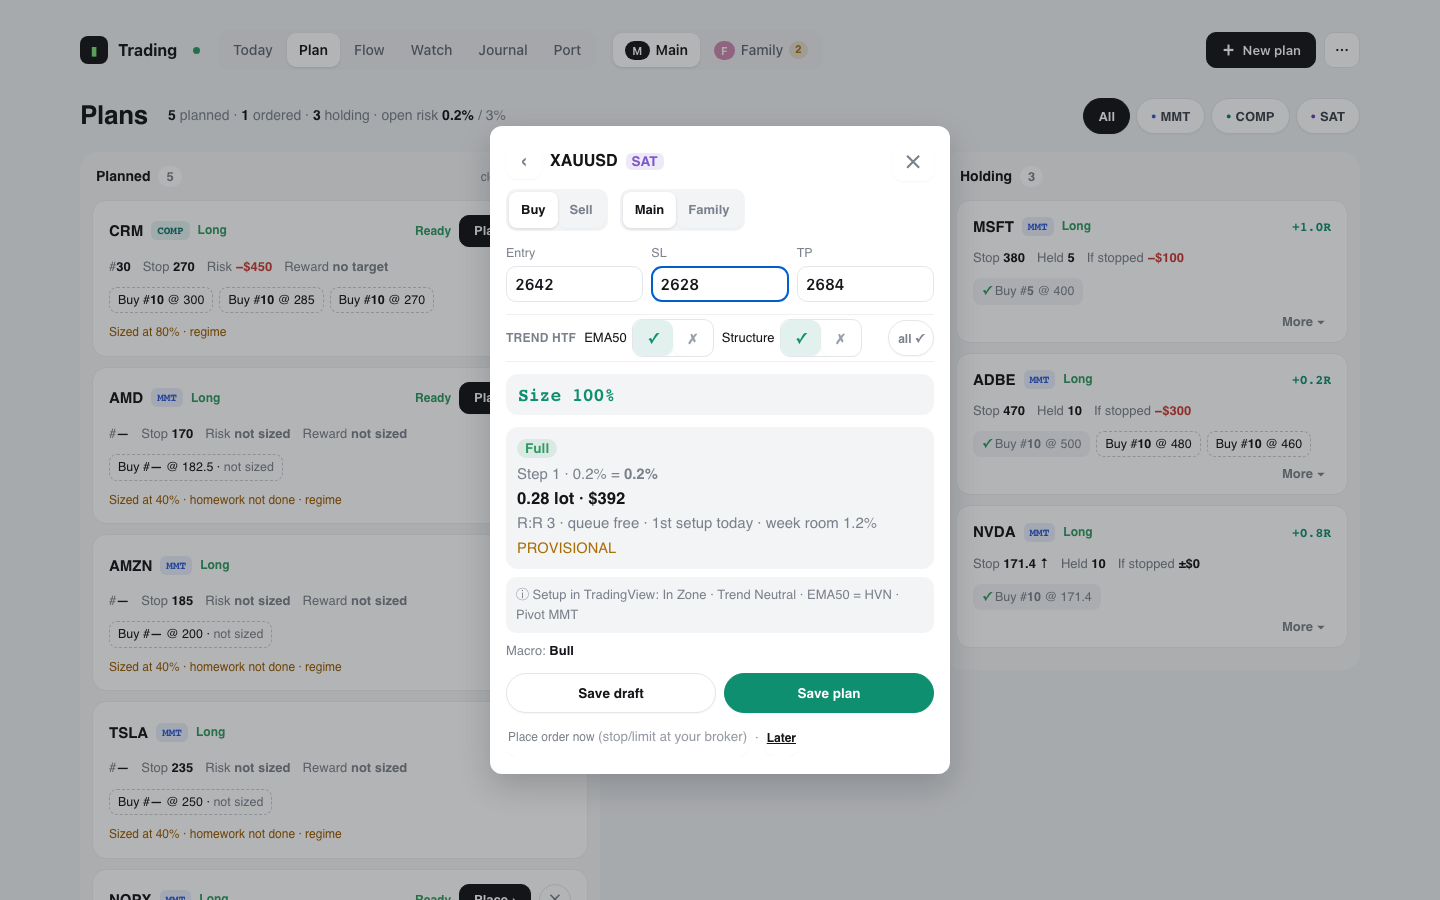 Trading
Today Plan Flow Watch Journal Port
M Main F Family 2
+ New plan ···
Plans 5 planned · 1 ordered · 3 holding · open risk 0.2% / 3%
All • MMT • COMP • SAT
Planned 5
CRM COMP Long Ready
#30 Stop 270 Risk –$450 Reward no target
Buy #10 @ 300 Buy #10 @ 285 Buy #10 @ 270
Sized at 80% · regime
AMD MMT Long Ready
#— Stop 170 Risk not sized Reward not sized
Buy #— @ 182.5 · not sized
Sized at 40% · homework not done · regime
AMZN MMT Long
#— Stop 185 Risk not sized Reward not sized
Buy #— @ 200 · not sized
Sized at 40% · homework not done · regime
TSLA MMT Long
#— Stop 235 Risk not sized Reward not sized
Buy #— @ 250 · not sized
Sized at 40% · homework not done · regime
‹ XAUUSD SAT ✕
Buy Sell Main Family
Entry SL TP
2642 2628 2684
TREND HTF EMA50 ✓ ✗ Structure ✓ ✗ all ✓
Size 100%
Full
Step 1 · 0.2% = 0.2%
0.28 lot · $392
R:R 3 · queue free · 1st setup today · week room 1.2%
PROVISIONAL
ⓘ Setup in TradingView: In Zone · Trend Neutral · EMA50 = HVN ·
Pivot MMT
Macro: Bull
Save draft Save plan
Place order now (stop/limit at your broker) · Later
Holding 3
MSFT MMT Long +1.0R
Stop 380 Held 5 If stopped –$100
✓ Buy #5 @ 400
More
ADBE MMT Long +0.2R
Stop 470 Held 10 If stopped –$300
✓ Buy #10 @ 500 Buy #10 @ 480 Buy #10 @ 460
More
NVDA MMT Long +0.8R
Stop 171.4 ↑ Held 10 If stopped ±$0
✓ Buy #10 @ 171.4
More